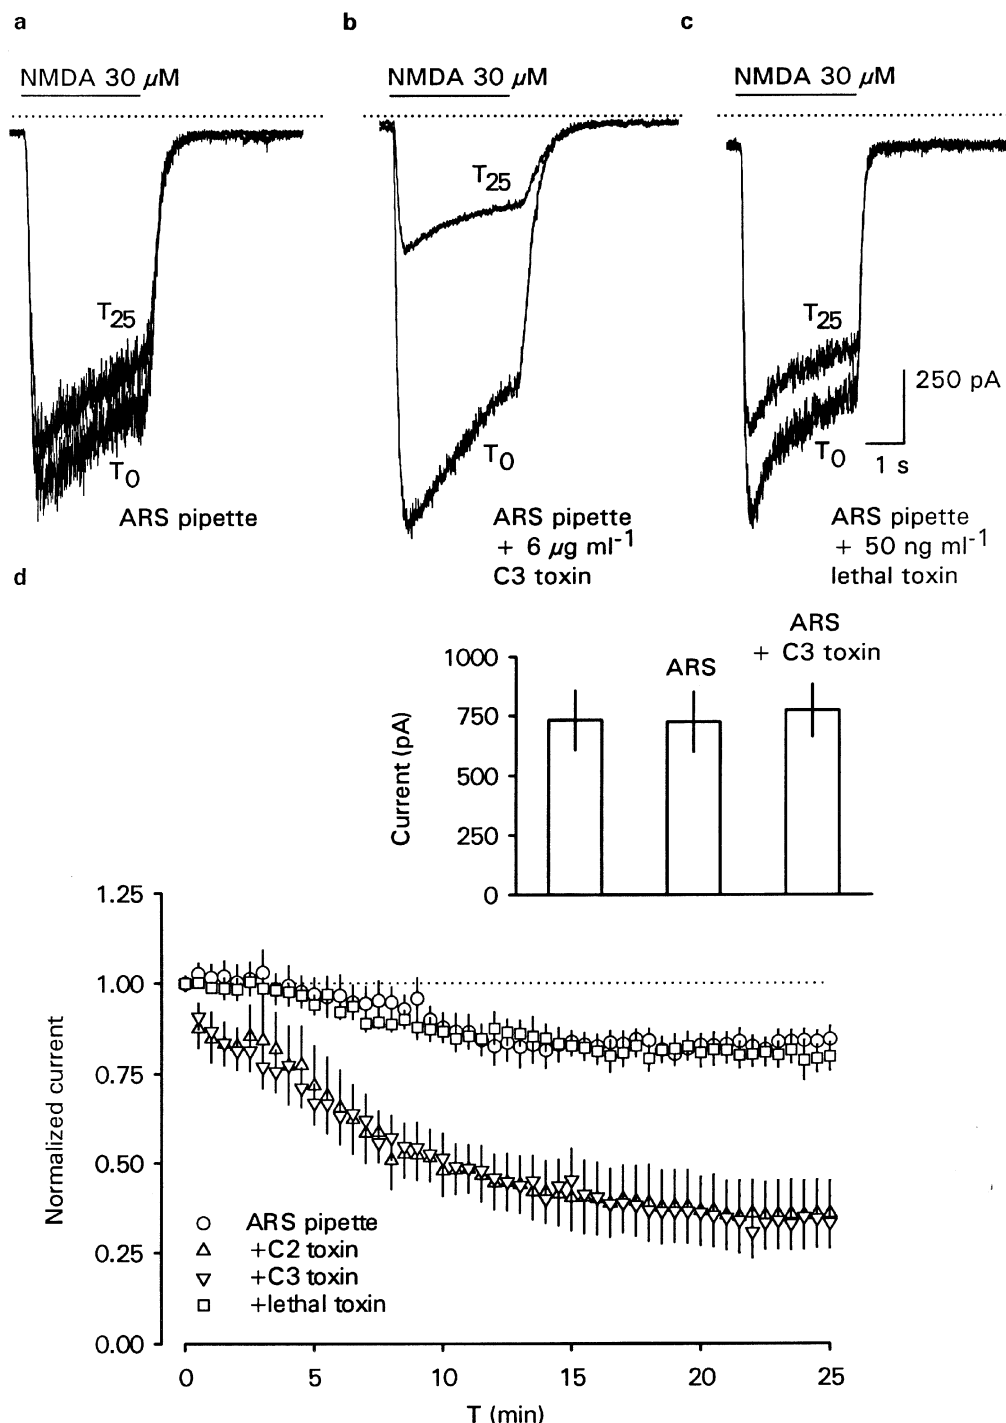 a
b
c
NMDA 30 µM
NMDA 30 µM
NMDA 30 µM
T25
T0
ARS pipette
T25
T0
ARS pipette
+ 6 µg ml-1
C3 toxin
T25
T0
250 pA
1 s
ARS pipette
+ 50 ng ml-1
lethal toxin
d
Current (pA)
1000
750
500
250
0
ARS
ARS
+ C3 toxin
Normalized current
1.25
1.00
0.75
0.50
0.25
0.00
ARS pipette
+C2 toxin
+C3 toxin
+lethal toxin
0 5 10 15 20 25
T (min)